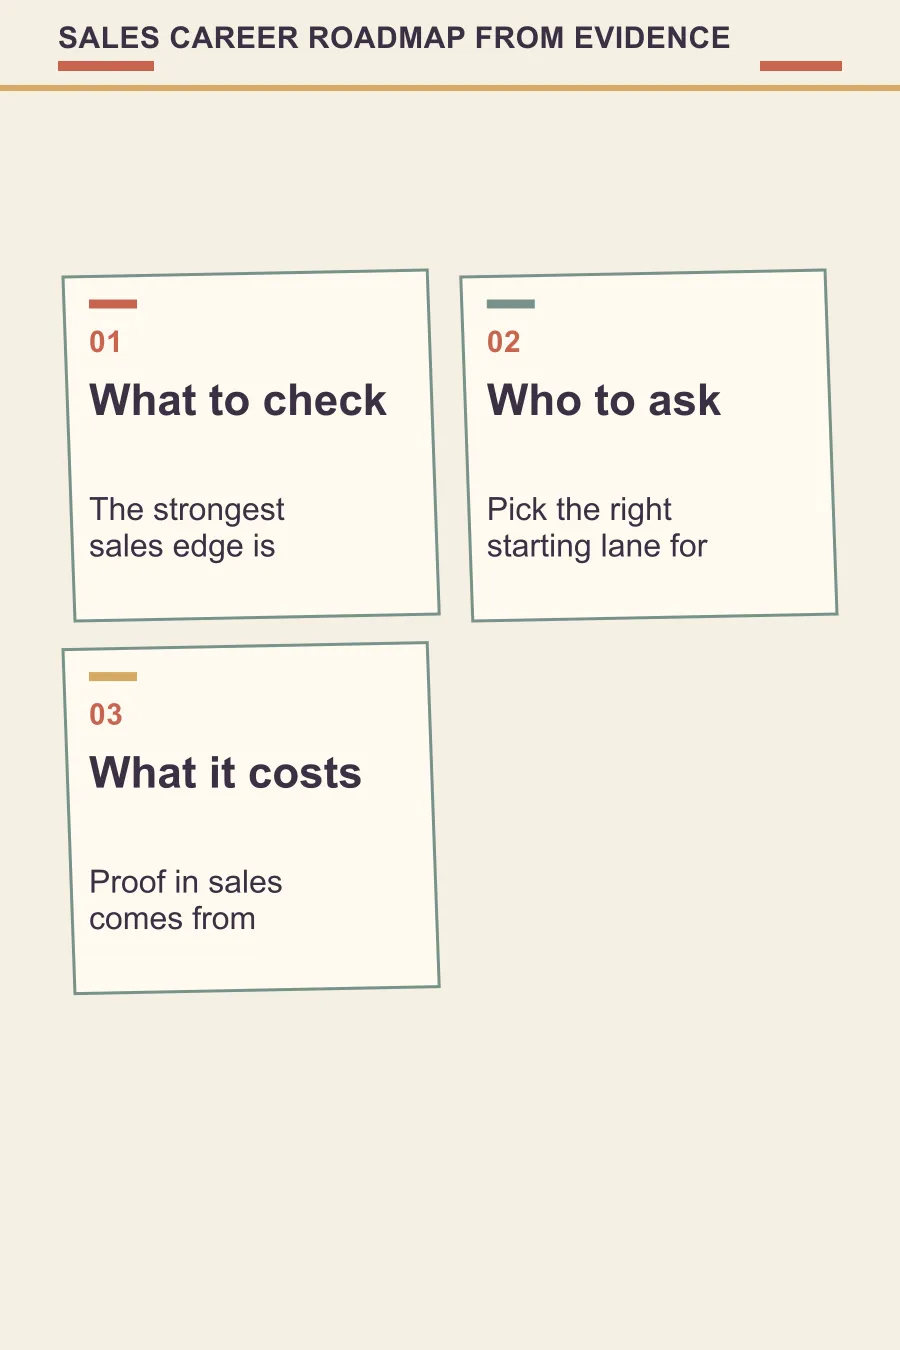 SALES CAREER ROADMAP FROM EVIDENCE
01
What to check
The strongest
sales edge is
02
Who to ask
Pick the right
starting lane for
03
What it costs
Proof in sales
comes from